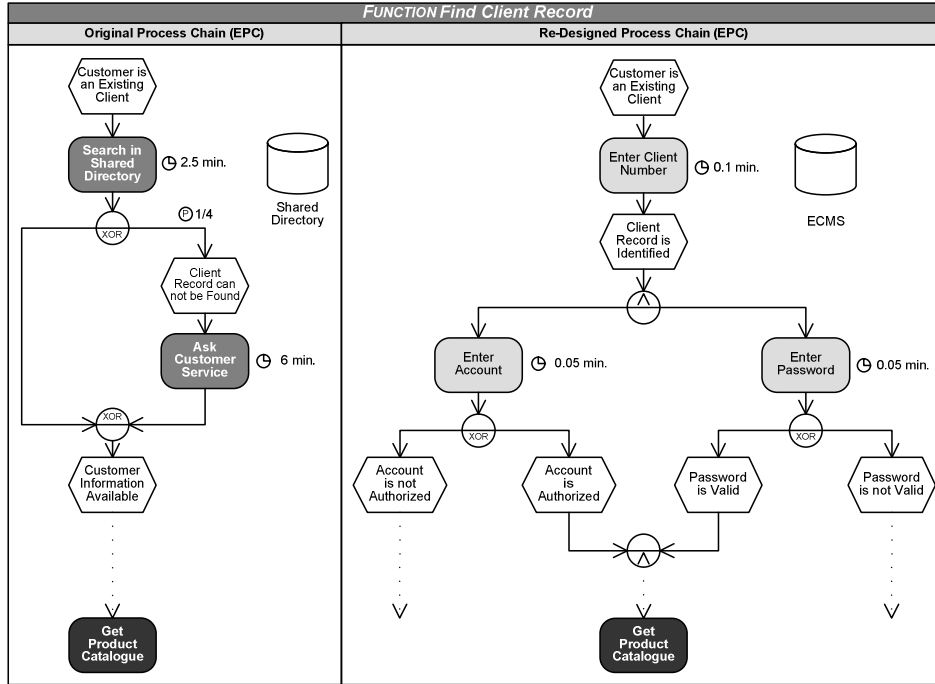 FUNCTION Find Client Record
Original Process Chain (EPC)
Re-Designed Process Chain (EPC)
Customer is
an Existing
Client
Search in
Shared
Directory
2.5 min.
Shared
Directory
XOR
P 1/4
Client
Record can
not be Found
Ask
Customer
Service
6 min.
XOR
Customer
Information
Available
Get
Product
Catalogue
Customer is
an Existing
Client
Enter Client
Number
0.1 min.
ECMS
Client
Record is
Identified
Enter
Account
0.05 min.
Enter
Password
0.05 min.
XOR
XOR
Account
is not
Authorized
Account
is
Authorized
Password
is Valid
Password
is not Valid
Get
Product
Catalogue